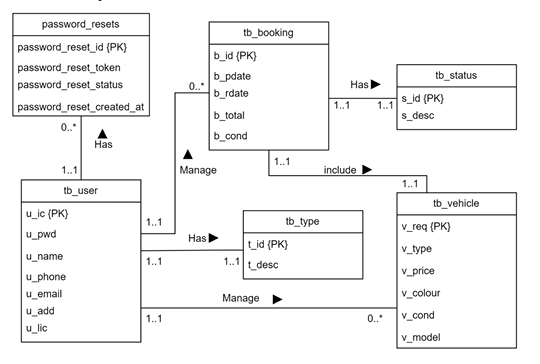 password_resets
password_reset_id {PK}
password_reset_token
password_reset_status
password_reset_created_at
0..*
Has
1..1
tb_user
u_ic {PK}
u_pwd
u_name
u_phone
u_email
u_add
u_lic
tb_booking
b_id {PK}
b_pdate
b_rdate
b_total
b_cond
0..*
Manage
1..1
Has
1..1
1..1
tb_status
s_id {PK}
s_desc
1..1
include
1..1
Has
1..1
1..1
tb_type
t_id {PK}
t_desc
Manage
1..1
0..*
tb_vehicle
v_req {PK}
v_type
v_price
v_colour
v_cond
v_model